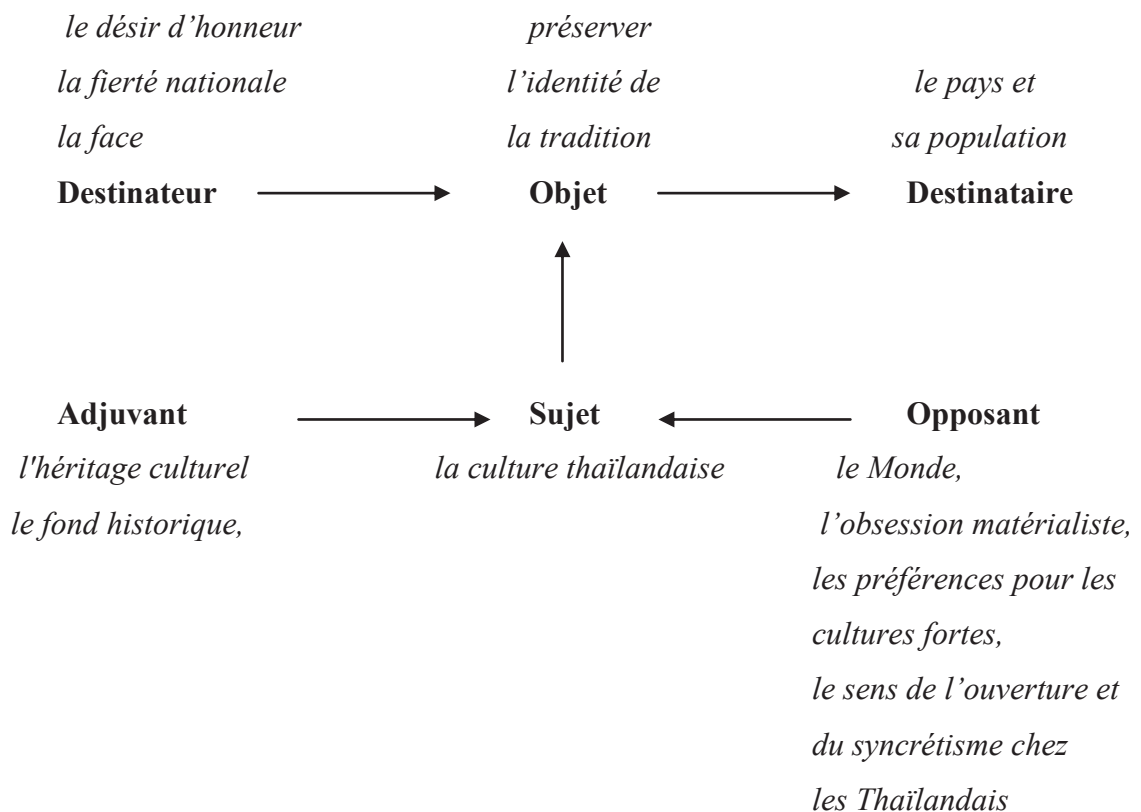 le désir d’honneur préserver
la fierté nationale l’identité de le pays et
la face la tradition sa population
Destinateur Objet Destinataire
Adjuvant Sujet Opposant
l'héritage culturel la culture thaïlandaise le Monde,
le fond historique, l’obsession matérialiste,
les préférences pour les
cultures fortes,
le sens de l’ouverture et
du syncrétisme chez
les Thaïlandais